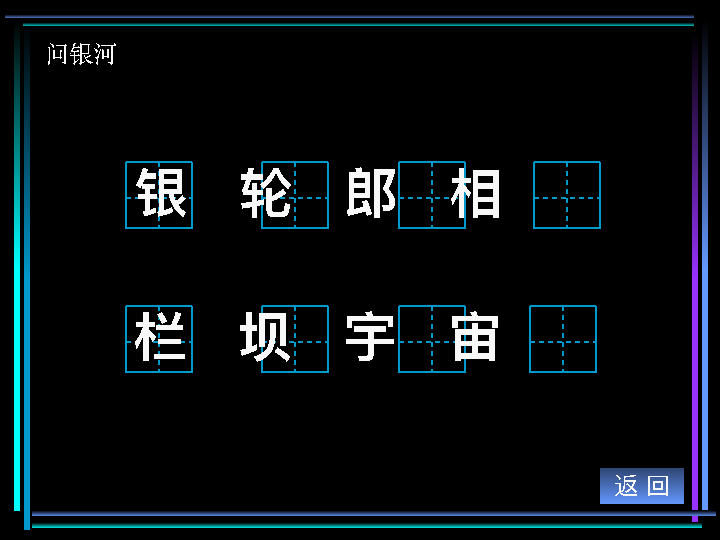 问银河
银 轮 郎 相
栏 坝 宇 宙
返 回